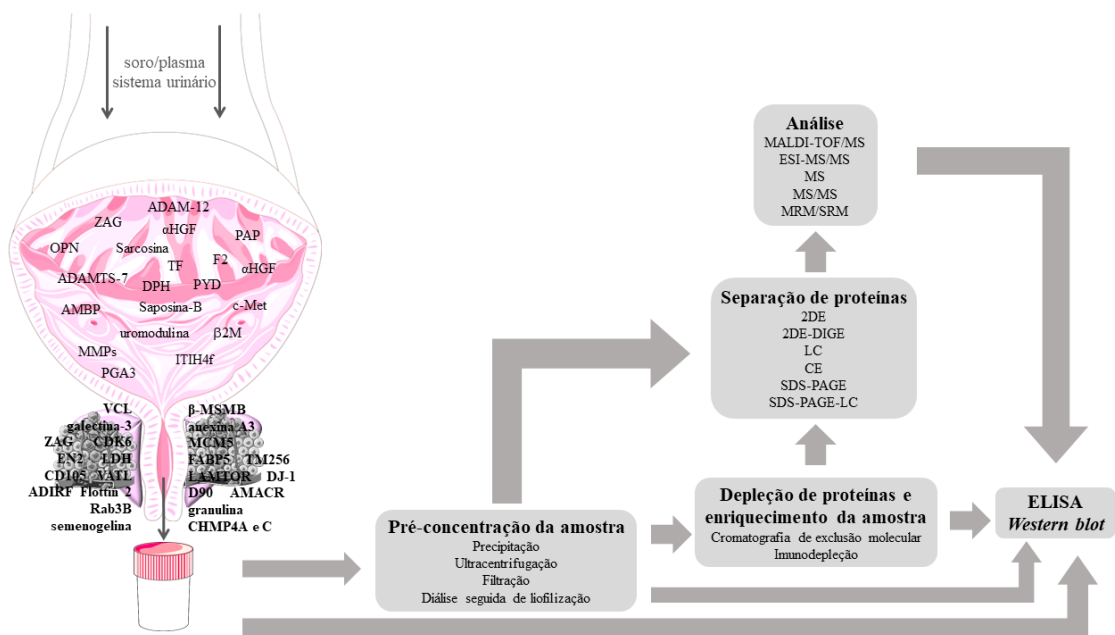 soro/plasma
sistema urinário
ADAM-12
ZAG
αHGF
PAP
OPN
Sarcosina
TF
F2
αHGF
ADAMTS-7
DPH
PYD
AMBP
Saposina-B
c-Met
uromodulina
β2M
MMPs
ITIH4f
PGA3
VCL
galectina-3
ZAG CDK6
EN2 LDH
CD105 VATL
ADIRF Flottin 2
Rab3B
semenogelina
β-MSMB
anexina A3
MCM5
FABP5 TM256
LAMTOR DJ-1
D90 AMACR
granulina
CHMP4A e C
Pré-concentração da amostra
Precipitação
Ultracentrifugação
Filtração
Diálise seguida de liofilização
Depleção de proteínas e
enriquecimento da amostra
Cromatografia de exclusão molecular
Imunodepleção
Separação de proteínas
2DE
2DE-DIGE
LC
CE
SDS-PAGE
SDS-PAGE-LC
Análise
MALDI-TOF/MS
ESI-MS/MS
MS
MS/MS
MRM/SRM
ELISA
Western blot